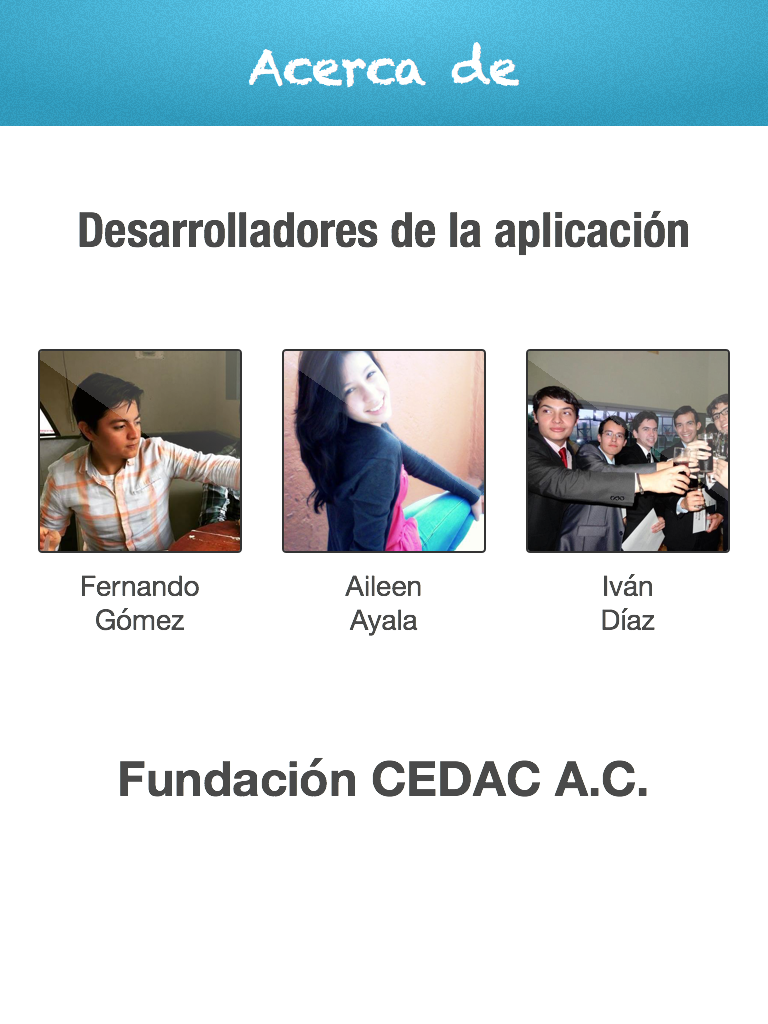 Acerca de
Desarrolladores de la aplicación
Fernando
Gómez
Aileen
Ayala
Iván
Díaz
Fundación CEDAC A.C.